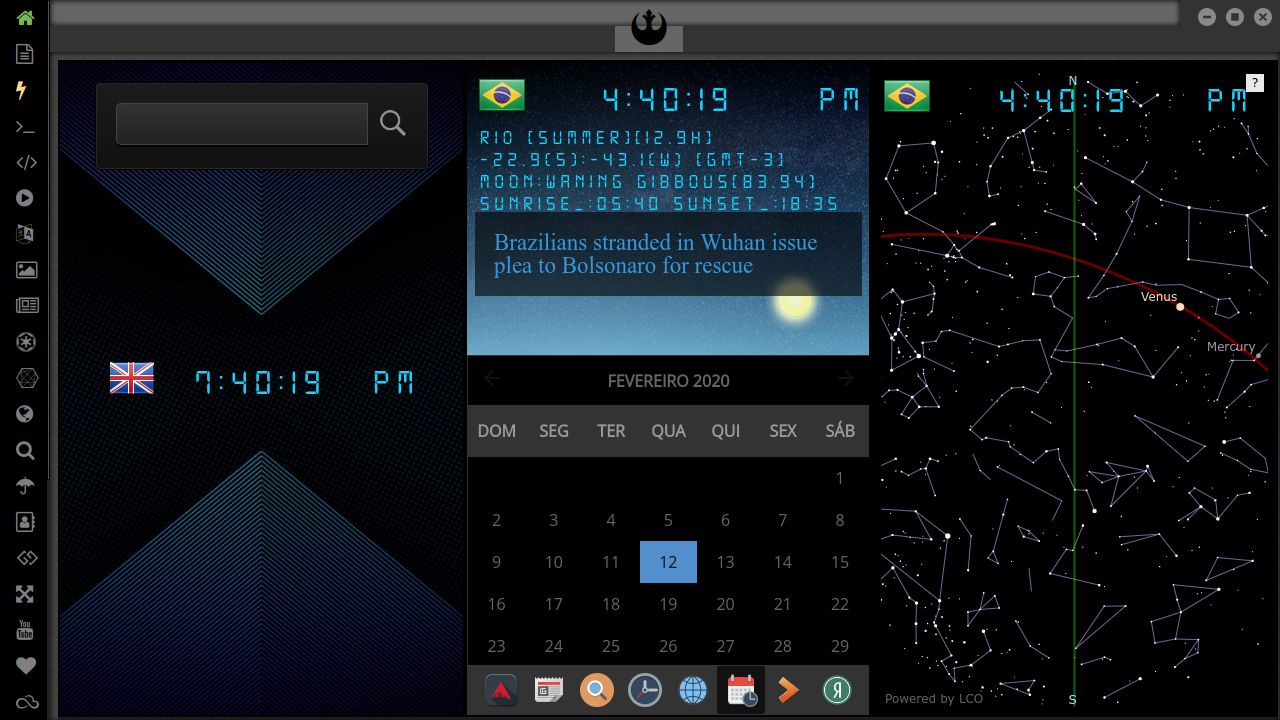 7:40:19 PM
4:40:19 PM
RIO [SUMMER][12.9H]
-22.9(S):-43.1(W) [GMT-3]
MOON:WANING GIBBOUS[83.94]
SUNRISE_:05:40 SUNSET_:18:35
Brazilians stranded in Wuhan issue
plea to Bolsonaro for rescue
FEVEREIRO 2020
DOM SEG TER QUA QUI SEX SÁB
1
2 3 4 5 6 7 8
9 10 11 12 13 14 15
16 17 18 19 20 21 22
23 24 25 26 27 28 29
N
?
4:40:19 PM
Venus
Mercury
Powered by LCO
S
You
Tube